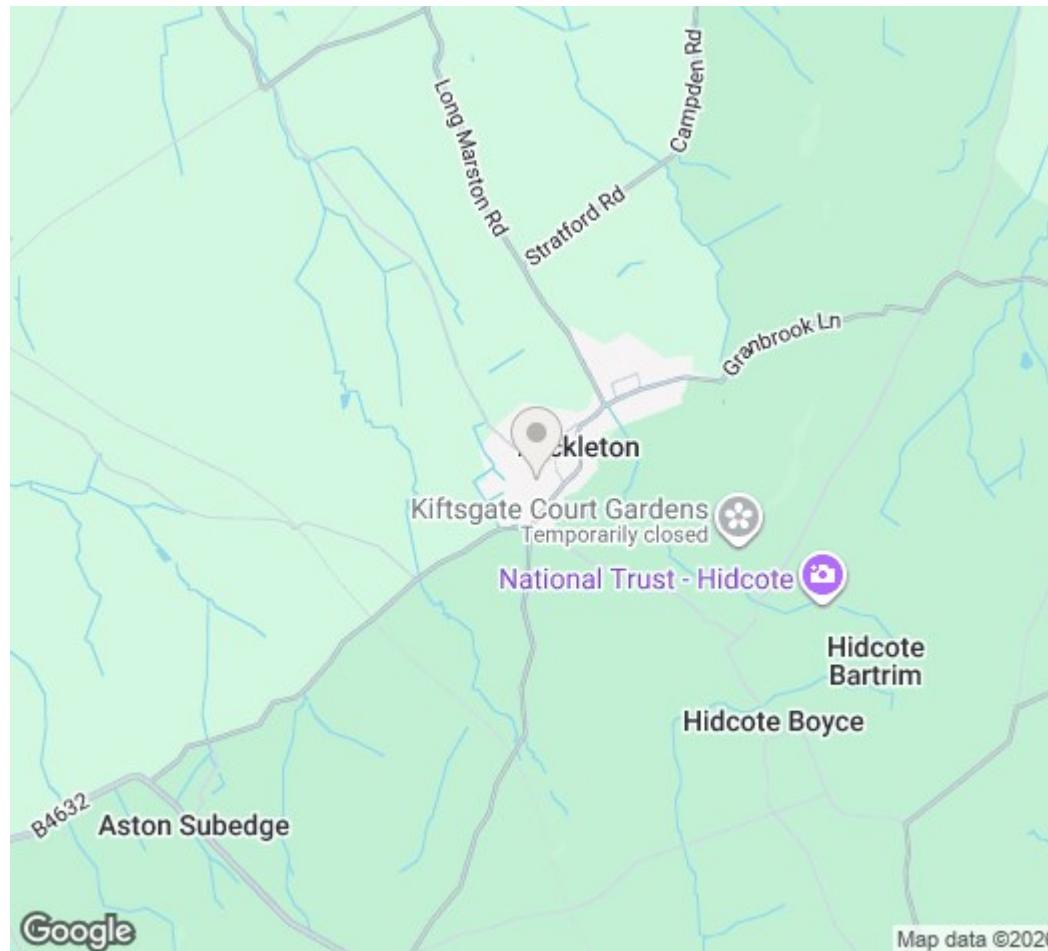 Campden Rd
Long Marston Rd
Stratford Rd
Granbrook Ln
Kiftsgate Court Gardens
Temporarily closed
National Trust - Hidcote
Hidcote
Bartrim
Hidcote Boyce
B4632
Aston Subedge
Google
Map data